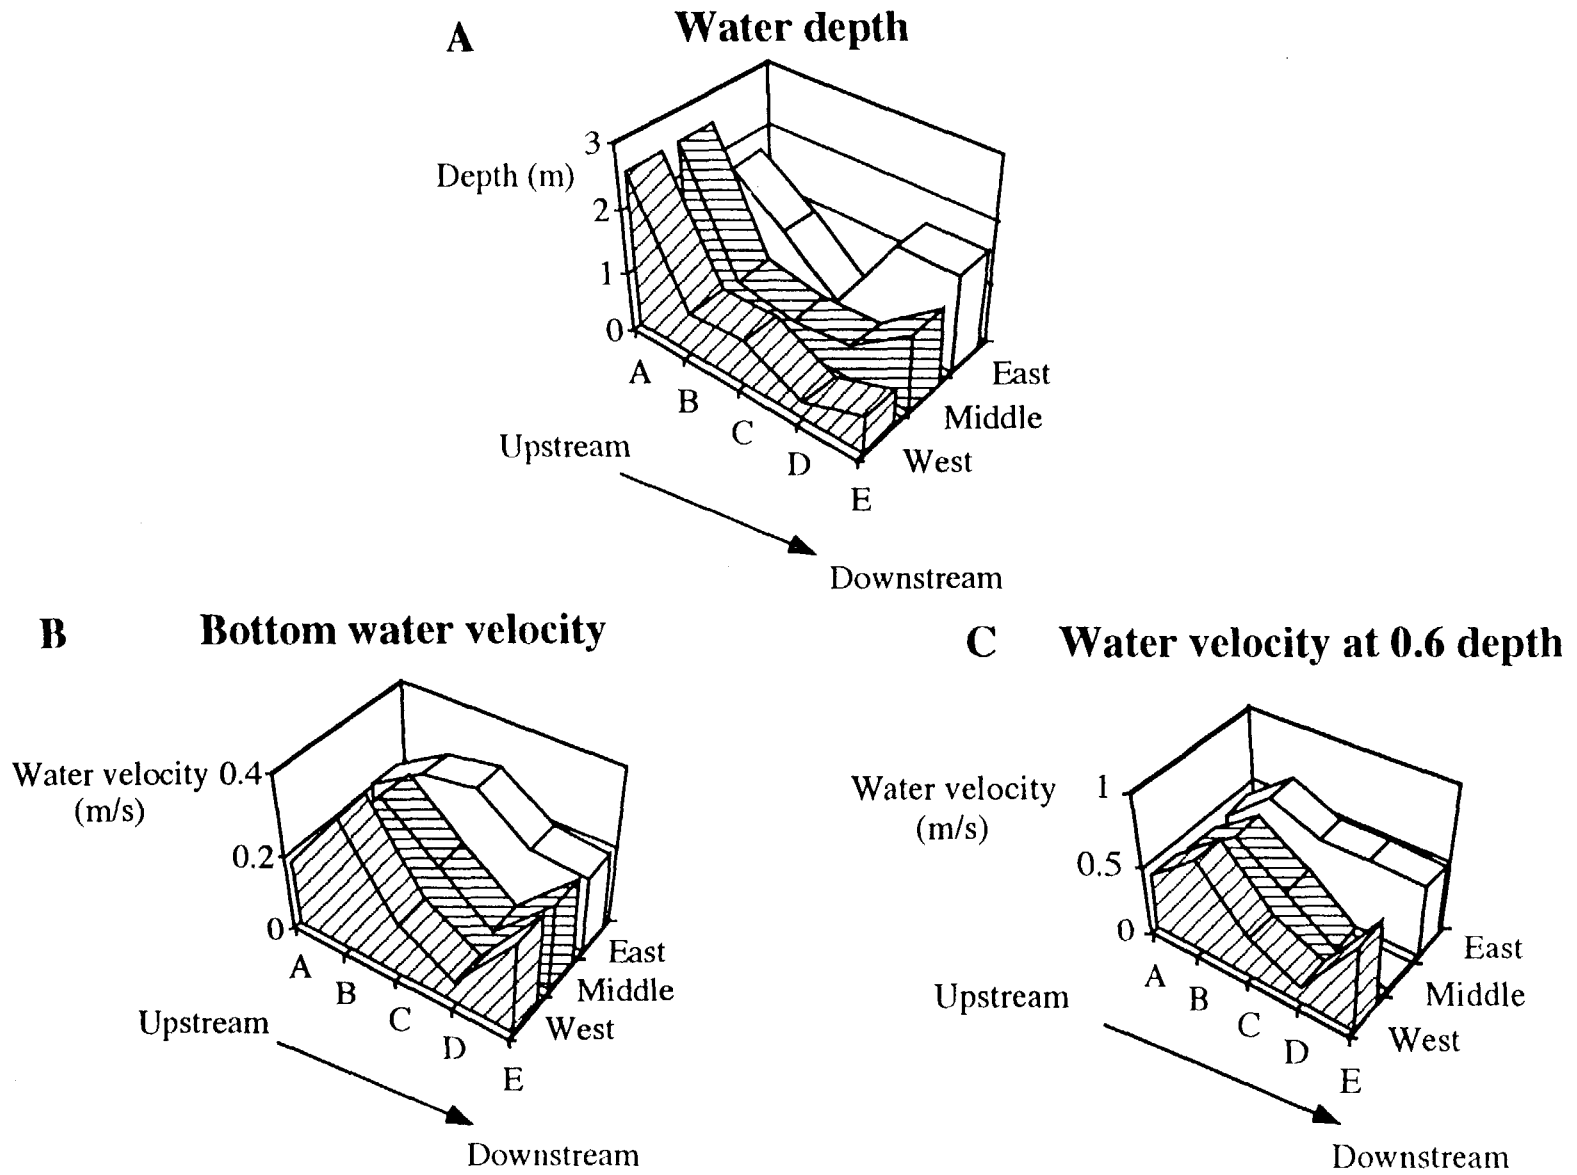 A Water depth
3
Depth (m)
2
1
0
A
B
C
D
E
East
Middle
West
Upstream
Downstream
B Bottom water velocity
Water velocity 0.4
(m/s)
0.2
0
A
B
C
D
E
East
Middle
West
Upstream
Downstream
C Water velocity at 0.6 depth
Water velocity 1
(m/s)
0.5
0
A
B
C
D
E
East
Middle
West
Upstream
Downstream